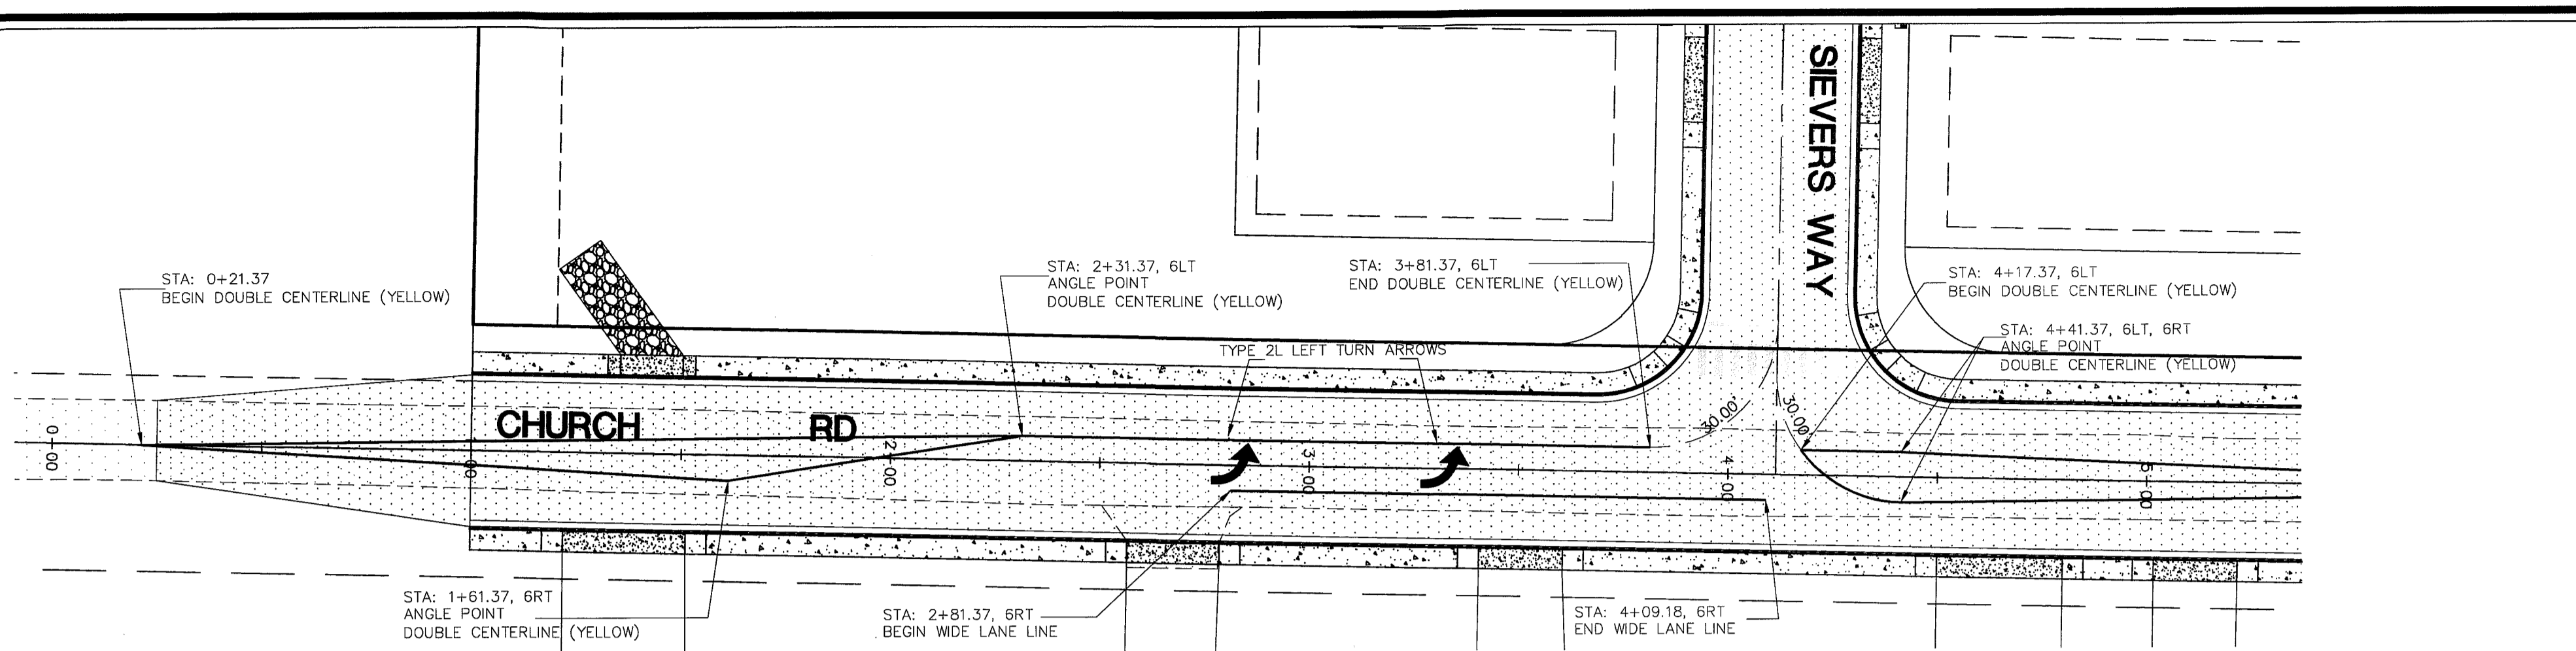 SIEVERS WAY
STA: 0+21.37
BEGIN DOUBLE CENTERLINE (YELLOW)
STA: 2+31.37, 6LT
ANGLE POINT
DOUBLE CENTERLINE (YELLOW)
STA: 3+81.37, 6LT
END DOUBLE CENTERLINE (YELLOW)
STA: 4+17.37, 6LT
BEGIN DOUBLE CENTERLINE (YELLOW)
STA: 4+41.37, 6LT, 6RT
ANGLE POINT
DOUBLE CENTERLINE (YELLOW)
TYPE 2L LEFT TURN ARROWS
CHURCH RD
30.00'
30.00'
0+00
00
2+00
3+00
4+00
5+00
STA: 1+61.37, 6RT
ANGLE POINT
DOUBLE CENTERLINE (YELLOW)
STA: 2+81.37, 6RT
BEGIN WIDE LANE LINE
STA: 4+09.18, 6RT
END WIDE LANE LINE